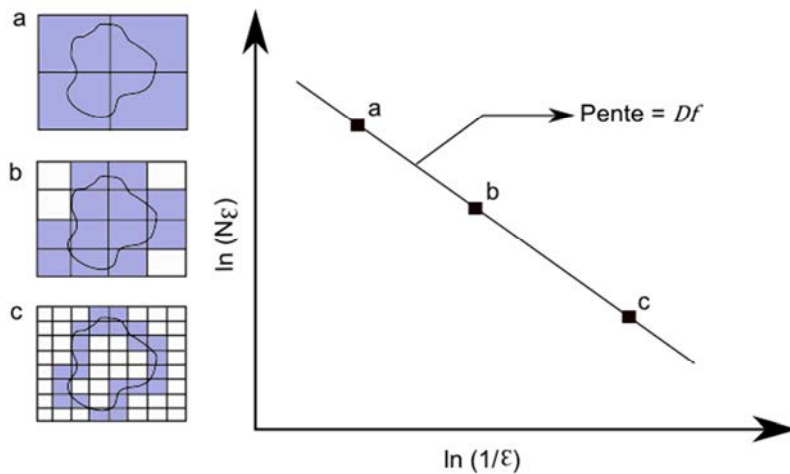 a
b
c
a
Pente = Df
b
c
ln (Nε)
ln (1/ε)